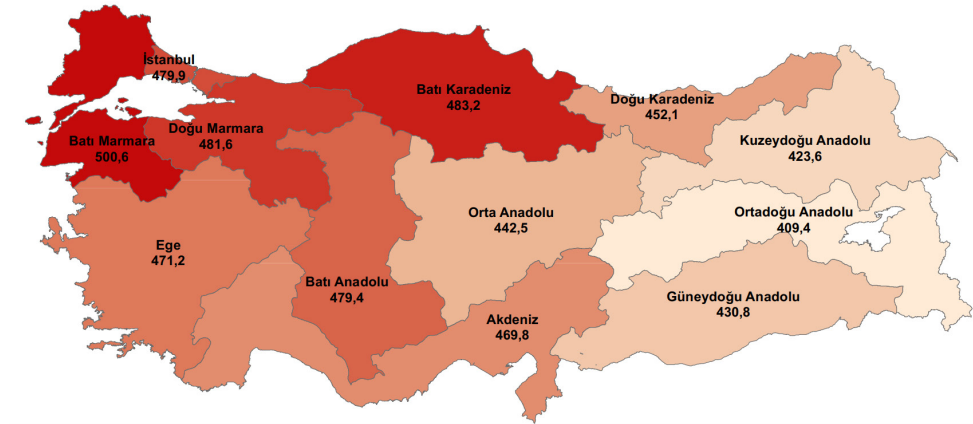 İstanbul
479,9
Batı Karadeniz
483,2
Doğu Karadeniz
452,1
Doğu Marmara
481,6
Batı Marmara
500,6
Kuzeydoğu Anadolu
423,6
Orta Anadolu
442,5
Ortadoğu Anadolu
409,4
Ege
471,2
Batı Anadolu
479,4
Güneydoğu Anadolu
430,8
Akdeniz
469,8